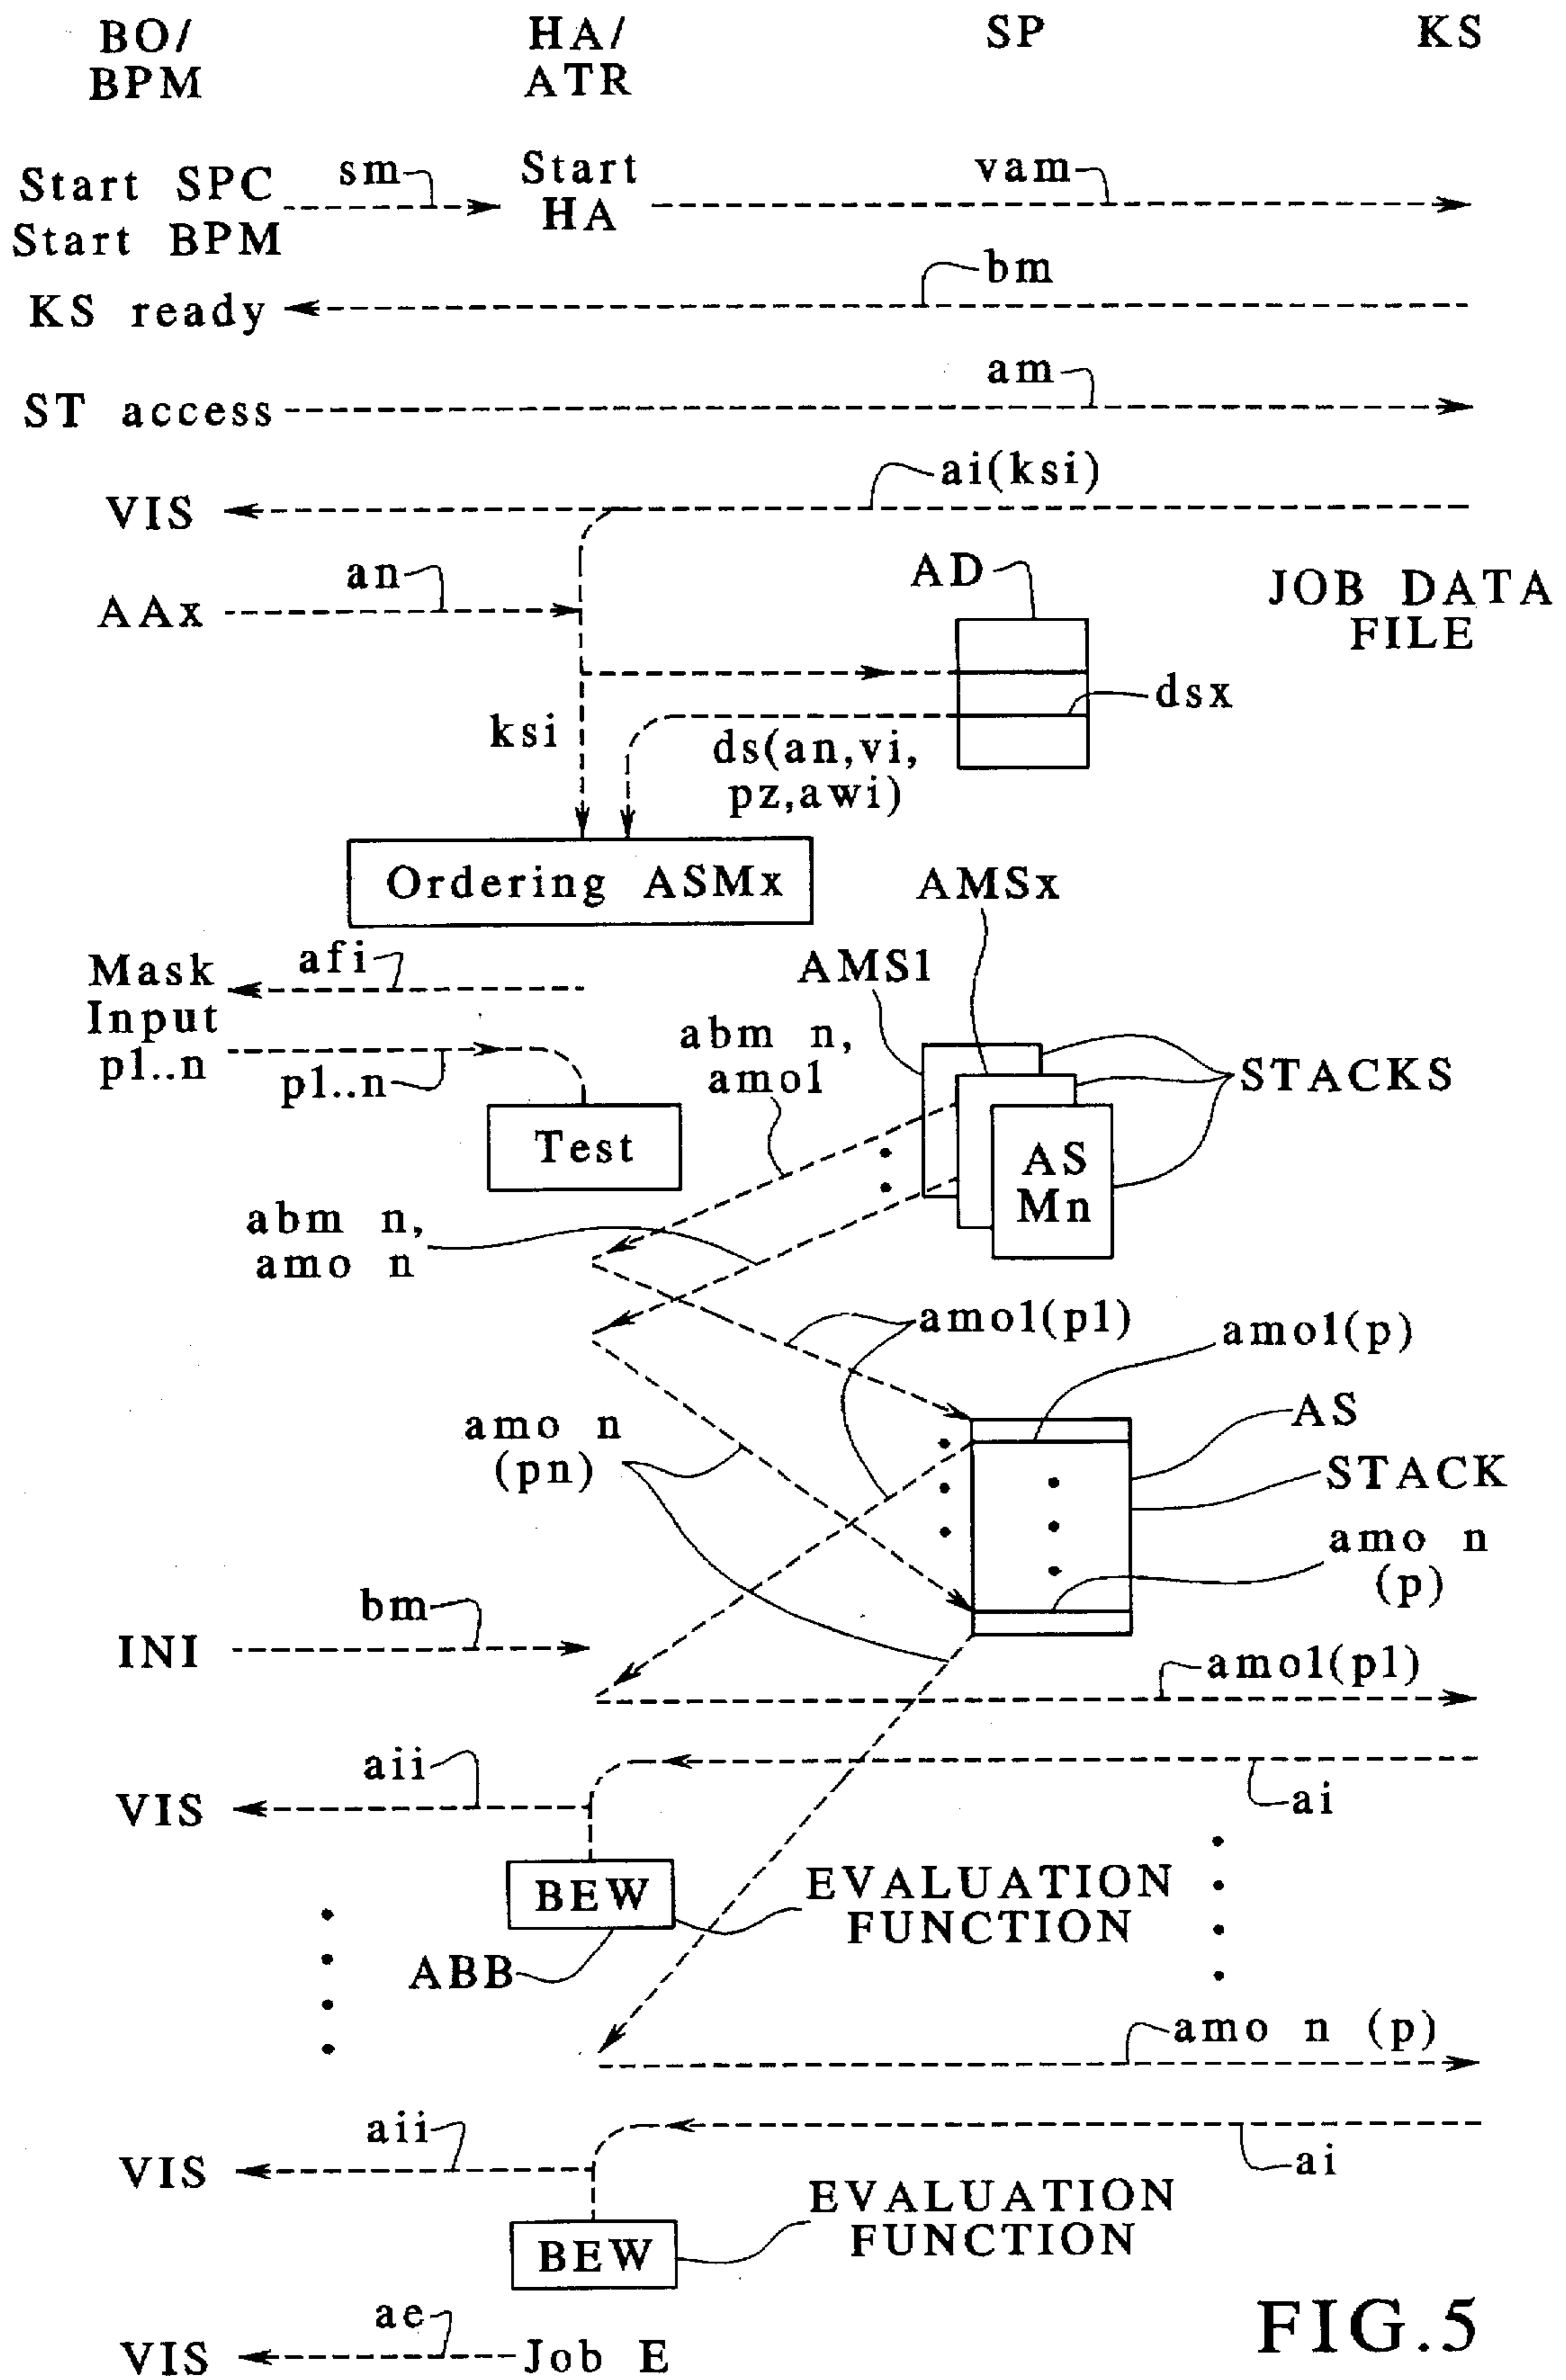 BO/
BPM
HA/
ATR
SP
KS
Start SPC
Start BPM
sm
Start
HA
vam
bm
KS ready
am
ST access
ai(ksi)
VIS
an
AAx
AD
JOB DATA
FILE
dsx
ksi
ds(an,vi,
pz,awi)
Ordering ASMx
AMSx
afi
AMS1
Mask
Input
p1..n
p1..n
abm n,
amo1
STACKS
Test
AS
Mn
abm n,
amo n
amo1(p1)
amo1(p)
AS
amo n
(pn)
STACK
amo n
(p)
bm
INI
amo1(p1)
aii
ai
VIS
BEW
EVALUATION
FUNCTION
ABB
amo n (p)
aii
ai
VIS
EVALUATION
FUNCTION
BEW
ae
VIS
Job E
FIG.5